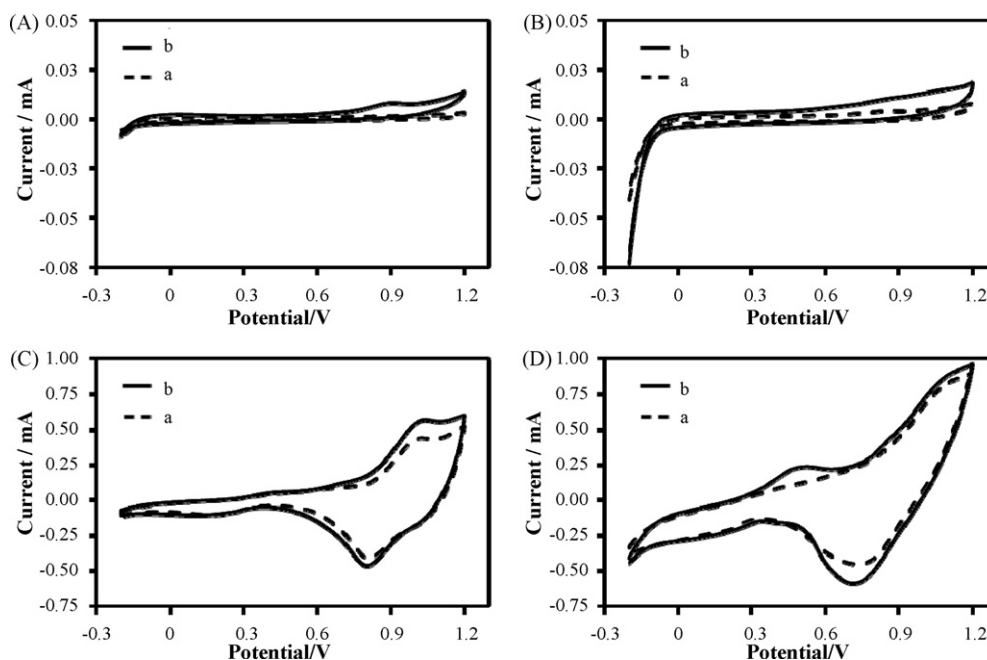 (A)
0.05
0.03
0.00
-0.03
-0.05
-0.08
Current / mA
b
a
-0.3 0 0.3 0.6 0.9 1.2
Potential/V
(B)
0.05
0.03
0.00
-0.03
-0.05
-0.08
Current / mA
b
a
-0.3 0 0.3 0.6 0.9 1.2
Potential/V
(C)
1.00
0.75
0.50
0.25
0.00
-0.25
-0.50
-0.75
Current / mA
b
a
-0.3 0 0.3 0.6 0.9 1.2
Potential/V
(D)
1.00
0.75
0.50
0.25
0.00
-0.25
-0.50
-0.75
Current / mA
b
a
-0.3 0 0.3 0.6 0.9 1.2
Potential/V